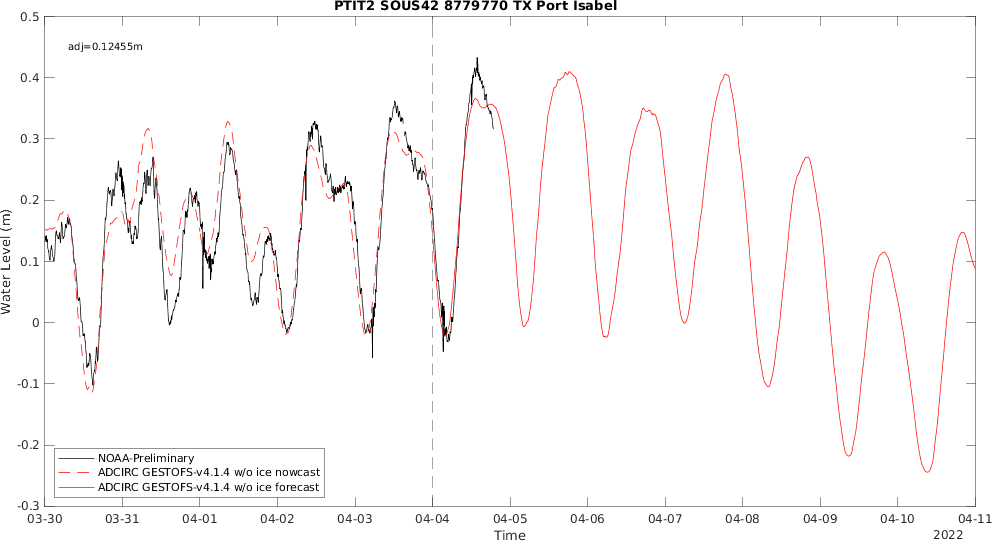 PTIT2 SOUS42 8779770 TX Port Isabel
adj=0.12455m
0.5
0.4
0.3
0.2
0.1
0
-0.1
-0.2
-0.3
Water Level (m)
NOAA-Preliminary
ADCIRC GESTOFS-v4.1.4 w/o ice nowcast
ADCIRC GESTOFS-v4.1.4 w/o ice forecast
03-30 03-31 04-01 04-02 04-03 04-04 04-05 04-06 04-07 04-08 04-09 04-10 04-11
Time
2022